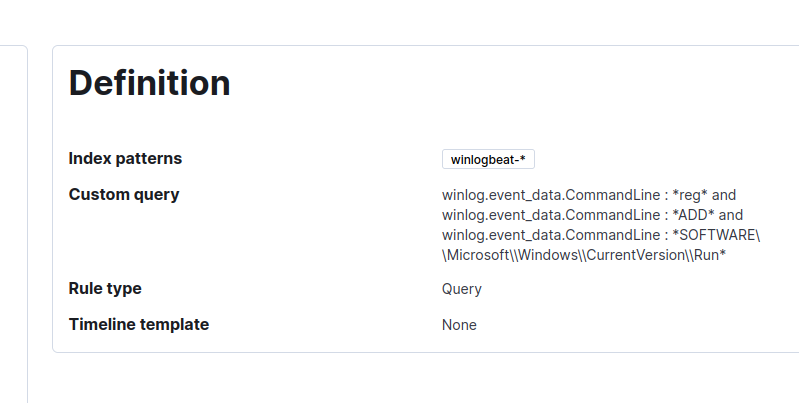 Definition
Index patterns
winlogbeat-*
Custom query
winlog.event_data.CommandLine : *reg* and
winlog.event_data.CommandLine : *ADD* and
winlog.event_data.CommandLine : *SOFTWARE\
\Microsoft\\Windows\\CurrentVersion\\Run*
Rule type
Query
Timeline template
None